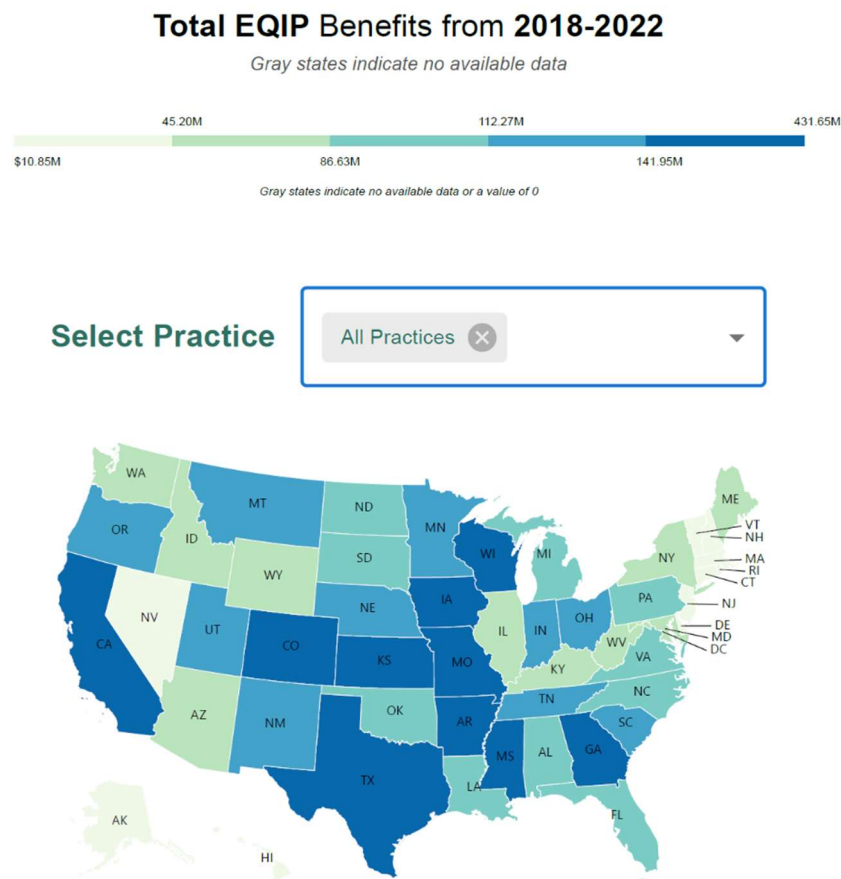 Total EQIP Benefits from 2018-2022
Gray states indicate no available data
45.20M 112.27M 431.65M
$10.85M 86.63M 141.95M
Gray states indicate no available data or a value of 0
Select Practice
All Practices
WA
ME
MT
ND
VT
OR
MN
NH
ID
SD
WI
MI
NY
MA
WY
RI
CT
NE
IA
PA
NJ
NV
UT
IL
IN
OH
DE
CA
CO
WV
MD
KS
MO
KY
VA
DC
AZ
NM
OK
TN
NC
AR
SC
MS
AL
GA
TX
LA
FL
AK
HI